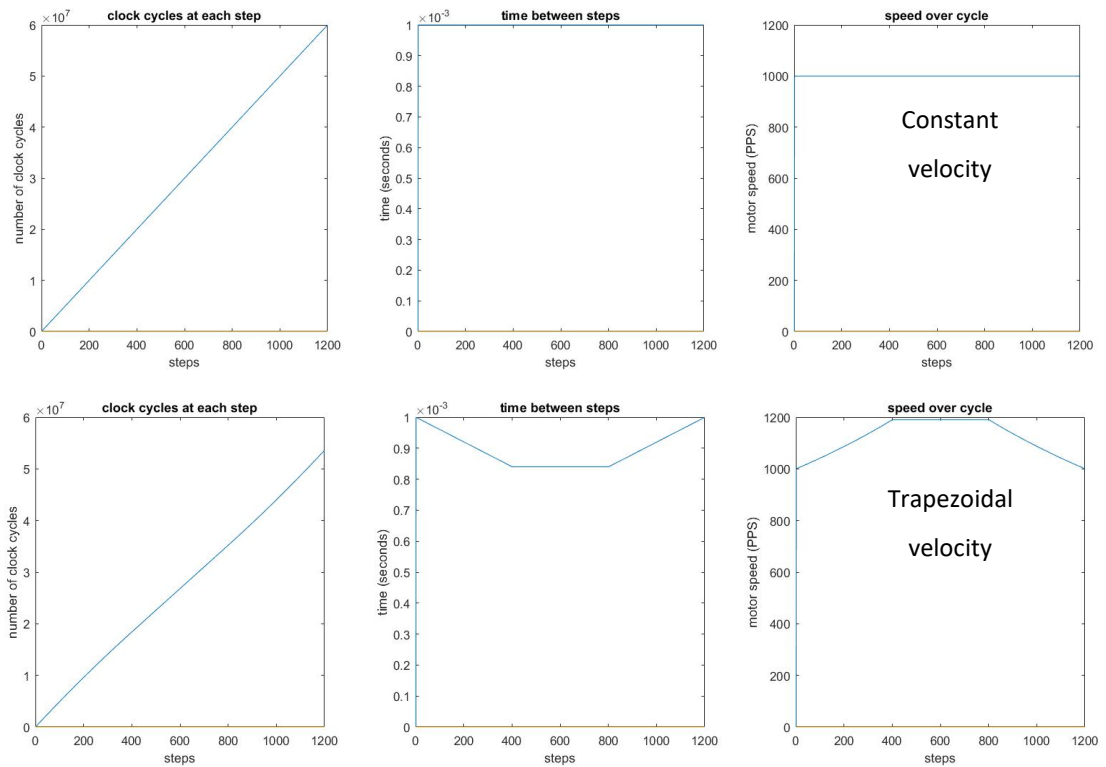 clock cycles at each step
×10^7
6
5
4
3
2
1
0
number of clock cycles
0 200 400 600 800 1000 1200
steps
time between steps
×10^-3
1
0.9
0.8
0.7
0.6
0.5
0.4
0.3
0.2
0.1
0
time (seconds)
0 200 400 600 800 1000 1200
steps
speed over cycle
1200
1000
800
600
400
200
0
motor speed (PPS)
Constant
velocity
0 200 400 600 800 1000 1200
steps
clock cycles at each step
×10^7
6
5
4
3
2
1
0
number of clock cycles
0 200 400 600 800 1000 1200
steps
time between steps
×10^-3
1
0.9
0.8
0.7
0.6
0.5
0.4
0.3
0.2
0.1
0
time (seconds)
0 200 400 600 800 1000 1200
steps
speed over cycle
1200
1000
800
600
400
200
0
motor speed (PPS)
Trapezoidal
velocity
0 200 400 600 800 1000 1200
steps